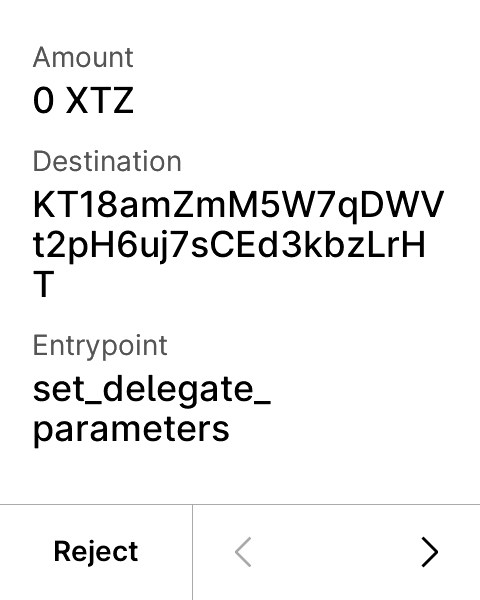 Amount
0 XTZ
Destination
KT18amZmM5W7qDWV
t2pH6uj7sCEd3kbzLrH
T
Entrypoint
set_delegate_
parameters
Reject